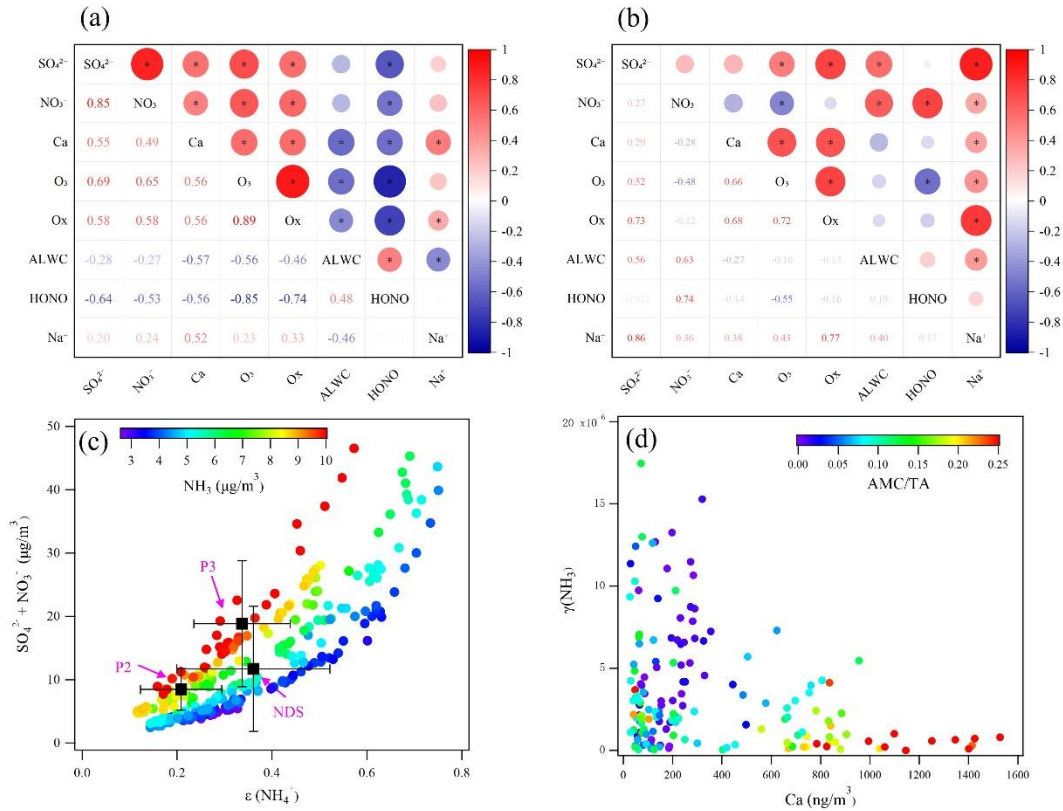 (a)
(b)
SO₄²⁻ SO₄²⁻ * * * * * 1
NO₃⁻ 0.85 NO₃ * * * * 0.8
Ca 0.55 0.49 Ca * * * * * 0.6
0.4
O₃ 0.69 0.65 0.56 O₃ * * * 0.2
Ox 0.58 0.58 0.56 0.89 Ox * * * 0
-0.2
ALWC -0.28 -0.27 -0.57 -0.56 -0.46 ALWC * * -0.4
HONO -0.64 -0.53 -0.56 -0.85 -0.74 0.48 HONO -0.6
-0.8
Na⁺ 0.20 0.24 0.52 0.23 0.33 -0.46 Na⁺ -1
SO₄²⁻ NO₃⁻ Ca O₃ Ox ALWC HONO Na⁺
SO₄²⁻ SO₄²⁻ * * * * 1
NO₃⁻ 0.27 NO₃ * * * * 0.8
Ca 0.29 -0.28 Ca * * * 0.6
0.4
O₃ 0.52 -0.48 0.66 O₃ * * * 0.2
Ox 0.73 -0.12 0.68 0.72 Ox * 0
-0.2
ALWC 0.56 0.63 -0.27 -0.16 -0.13 ALWC * -0.4
HONO 0.74 -0.14 -0.55 -0.16 0.19 HONO -0.6
-0.8
Na⁺ 0.86 0.36 0.38 0.43 0.77 0.40 0.17 Na⁺ -1
SO₄²⁻ NO₃⁻ Ca O₃ Ox ALWC HONO Na⁺
(c)
3 4 5 6 7 8 9 10
NH₃ (μg/m³)
SO₄²⁻ + NO₃⁻ (μg/m³)
50
40
30
20
10
0
P3
P2
NDS
0.0 0.2 0.4 0.6 0.8
ε (NH₄⁺)
(d)
0.00 0.05 0.10 0.15 0.20 0.25
AMC/TA
γ(NH₃)
20 ×10⁻⁶
15
10
5
0
0 200 400 600 800 1000 1200 1400 1600
Ca (ng/m³)